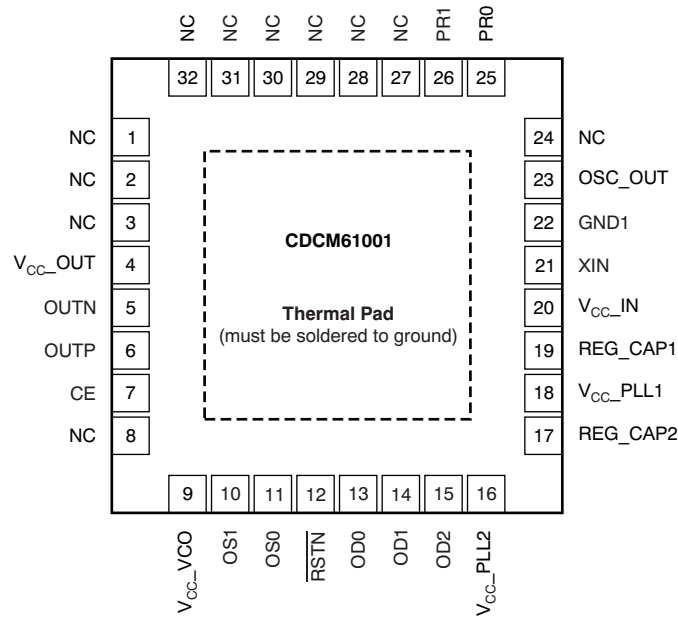 NC NC NC NC NC NC PR1 PR0
32 31 30 29 28 27 26 25
NC 1
NC 2
NC 3
VCC_OUT 4
OUTN 5
OUTP 6
CE 7
NC 8
CDCM61001
Thermal Pad
(must be soldered to ground)
24 NC
23 OSC_OUT
22 GND1
21 XIN
20 VCC_IN
19 REG_CAP1
18 VCC_PLL1
17 REG_CAP2
9 10 11 12 13 14 15 16
VCC_VCO OS1 OS0 RSTN OD0 OD1 OD2 VCC_PLL2